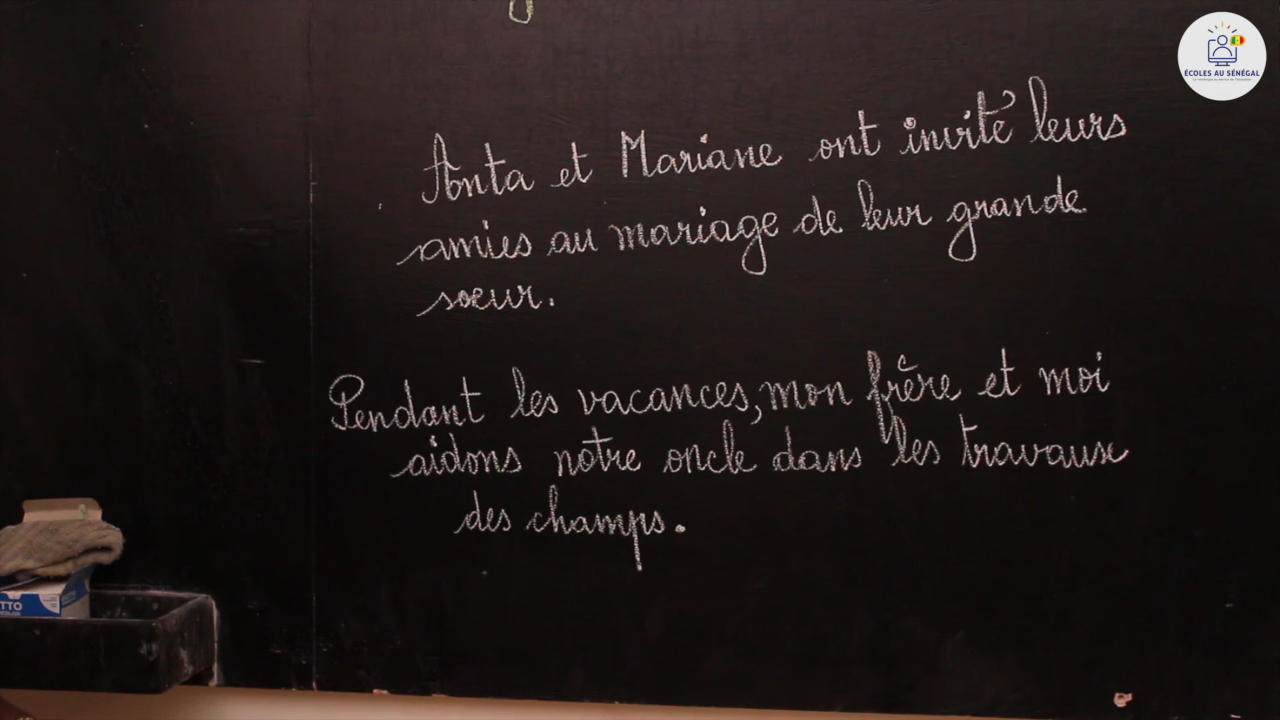 ÉCOLES AU SÉNÉGAL
Anta et Mariane ont invité leurs
amies au mariage de leur grande
sœur.
Pendant les vacances, mon frère et moi
aidons notre oncle dans les travaux
des champs.